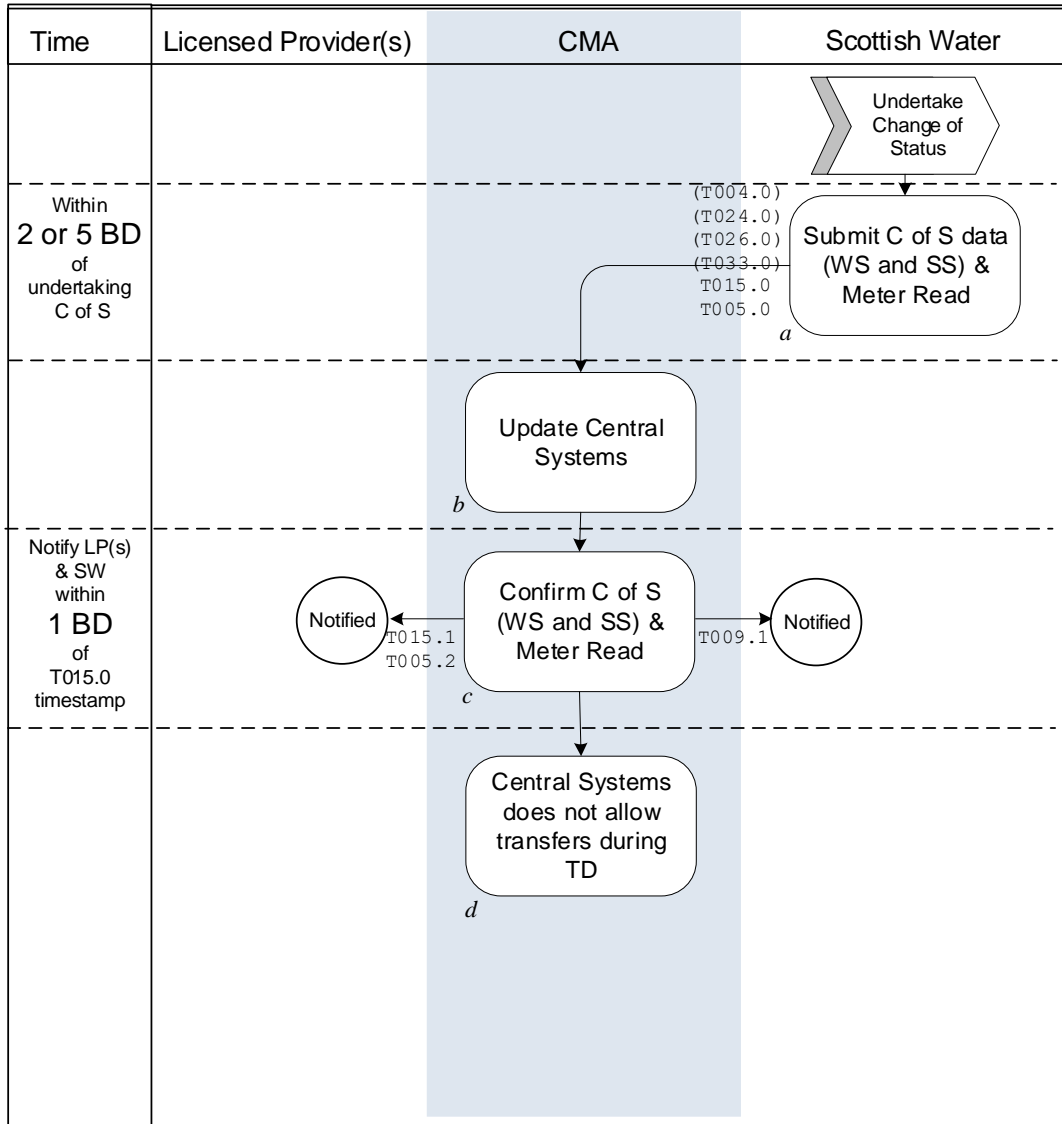 Time
Licensed Provider(s)
CMA
Scottish Water
Undertake
Change of
Status
Within
2 or 5 BD
of
undertaking
C of S
(T004.0)
(T024.0)
(T026.0)
(T033.0)
T015.0
T005.0
Submit C of S data
(WS and SS) &
Meter Read
a
Update Central
Systems
b
Notify LP(s)
& SW
within
1 BD
of
T015.0
timestamp
Notified
T015.1
T005.2
Confirm C of S
(WS and SS) &
Meter Read
c
T009.1
Notified
Central Systems
does not allow
transfers during
TD
d